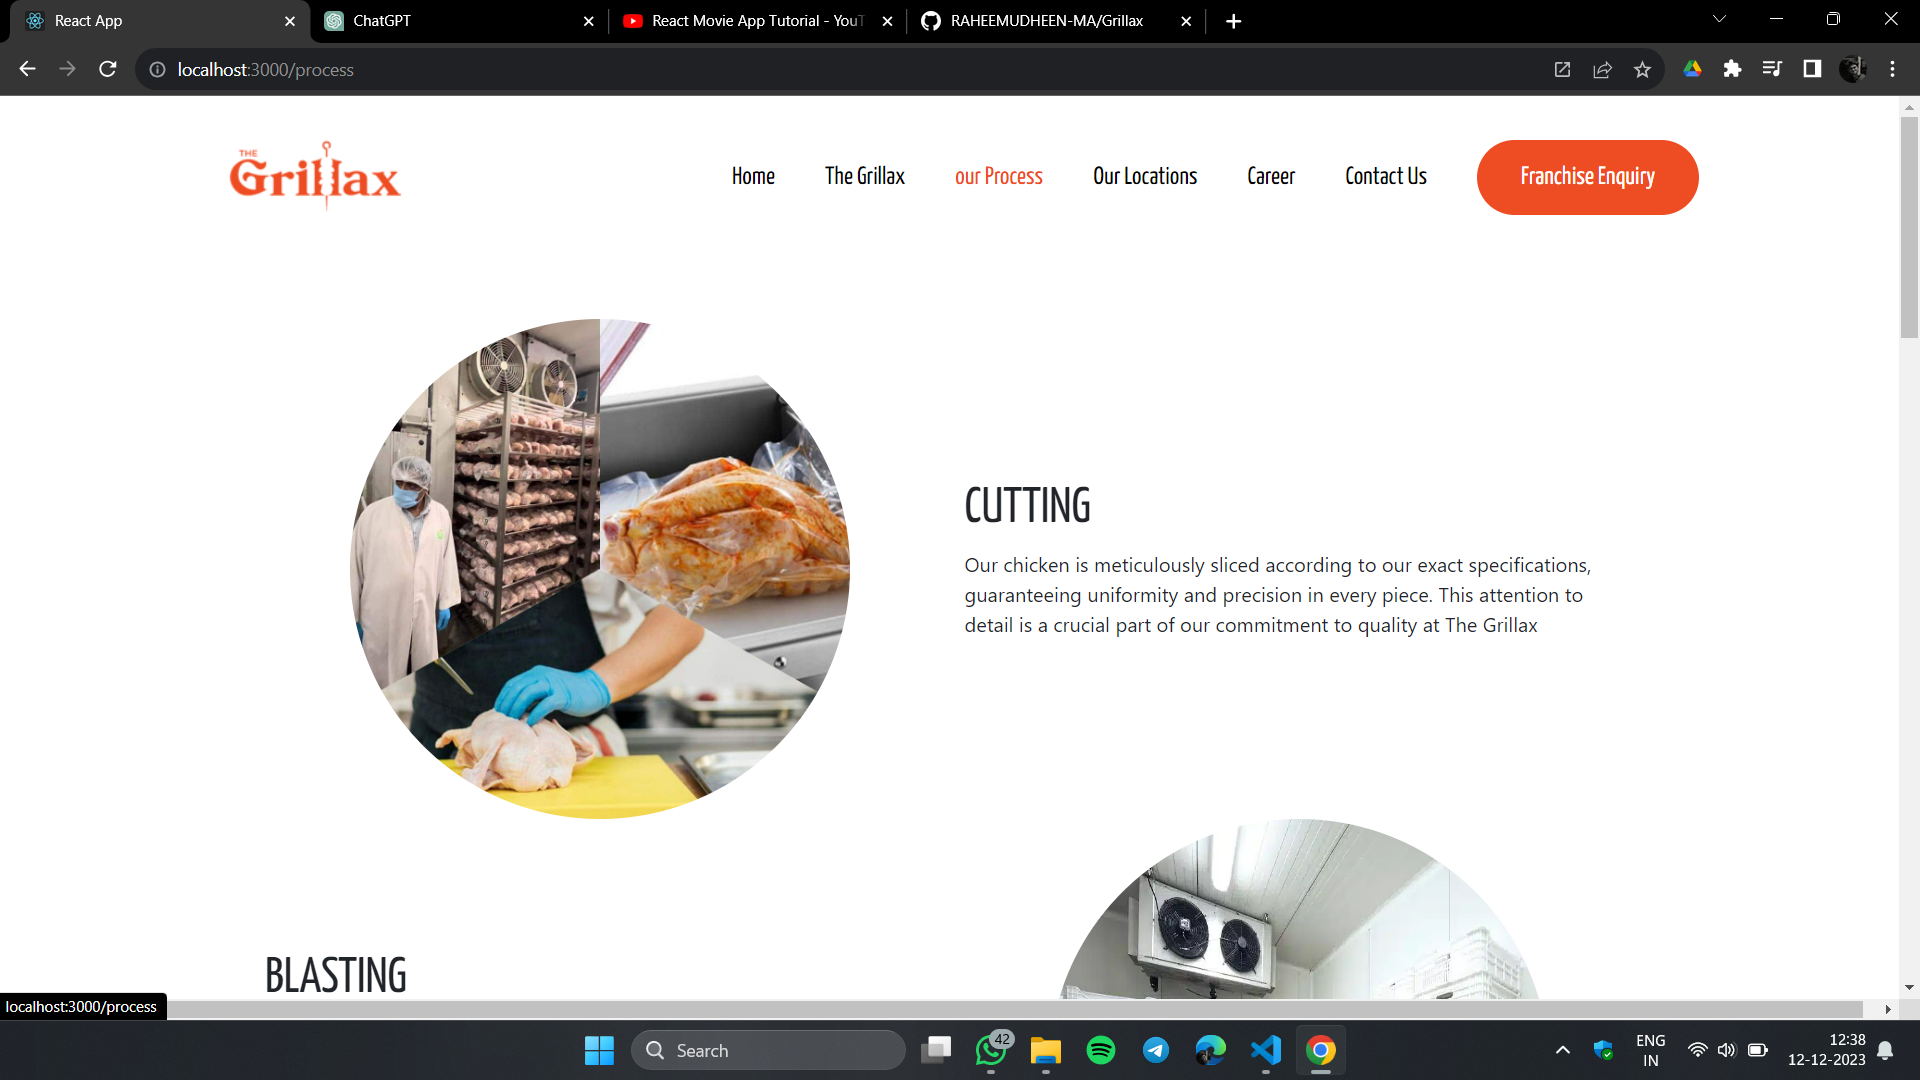 React App
ChatGPT
React Movie App Tutorial - YouT
RAHEEMUDHEEN-MA/Grillax
localhost:3000/process
THE
Grillax
Home
The Grillax
our Process
Our Locations
Career
Contact Us
Franchise Enquiry
CUTTING
Our chicken is meticulously sliced according to our exact specifications,
guaranteeing uniformity and precision in every piece. This attention to
detail is a crucial part of our commitment to quality at The Grillax
BLASTING
localhost:3000/process
Search
42
ENG
IN
12:38
12-12-2023